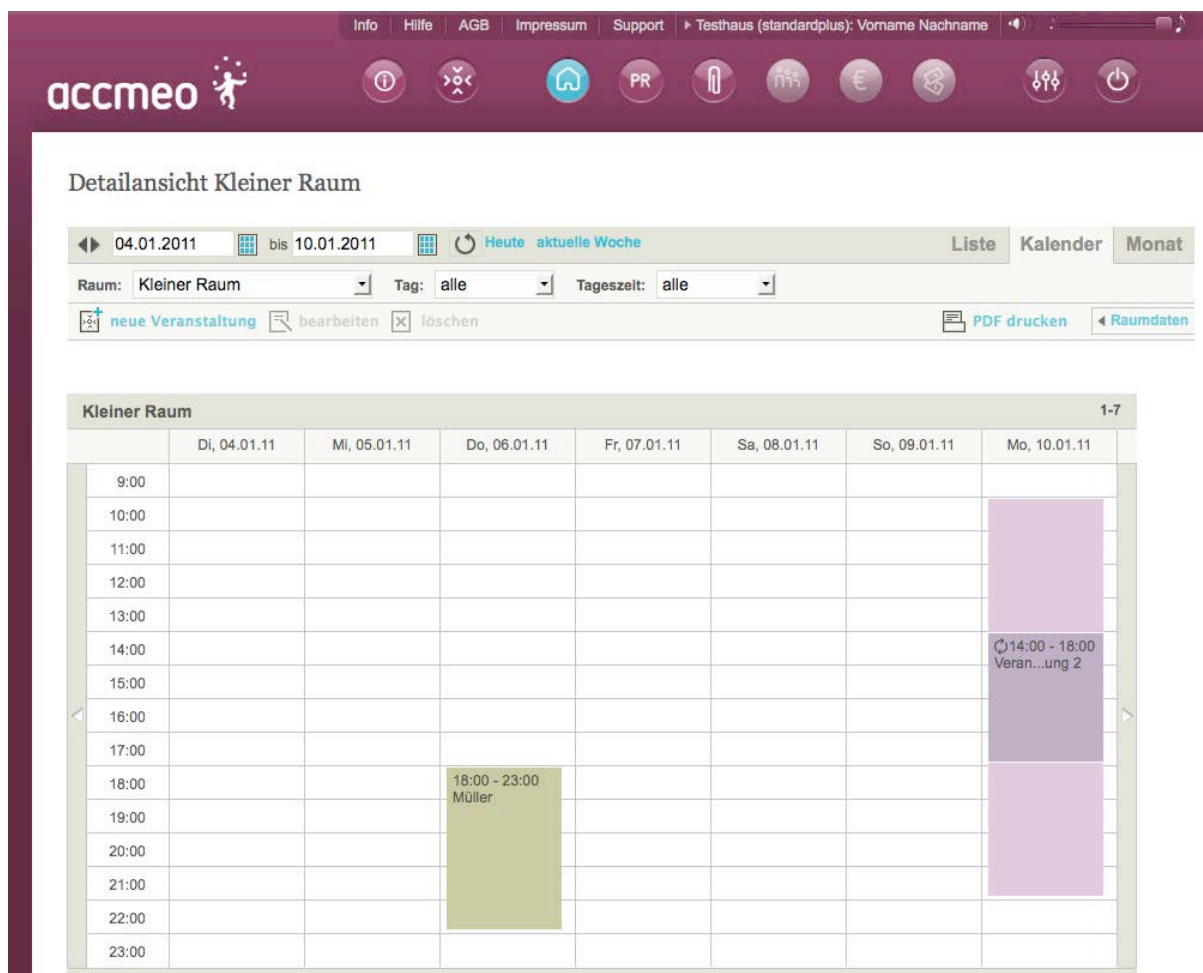 Info Hilfe AGB Impressum Support Testhaus (standardplus): Vorname Nachname
accmeo PR €
Detailansicht Kleiner Raum
04.01.2011 bis 10.01.2011 Heute aktuelle Woche Liste Kalender Monat
Raum: Kleiner Raum Tag: alle Tageszeit: alle
neue Veranstaltung bearbeiten löschen PDF drucken Raumdaten
Kleiner Raum 1-7
Di, 04.01.11 Mi, 05.01.11 Do, 06.01.11 Fr, 07.01.11 Sa, 08.01.11 So, 09.01.11 Mo, 10.01.11
9:00
10:00
11:00
12:00
13:00
14:00 14:00 - 18:00
Veran...ung 2
15:00
16:00
17:00
18:00 18:00 - 23:00
Müller
19:00
20:00
21:00
22:00
23:00